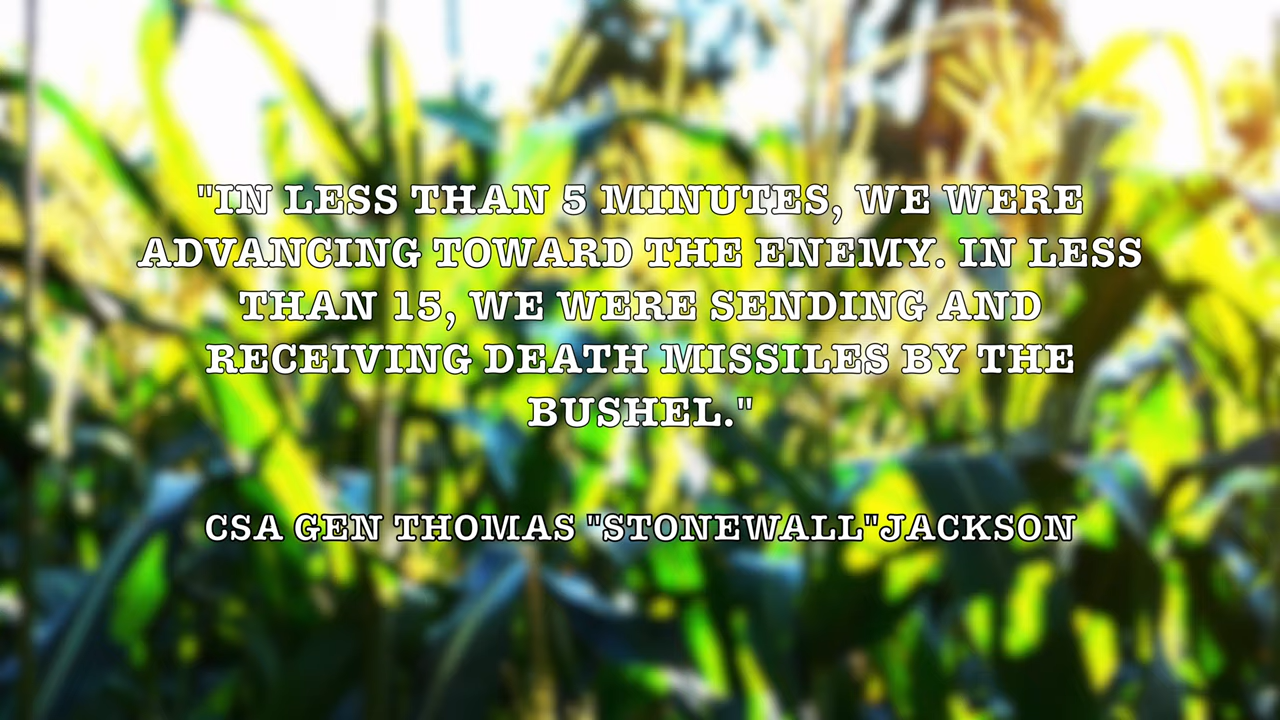 "IN LESS THAN 5 MINUTES, WE WERE
ADVANCING TOWARD THE ENEMY. IN LESS
THAN 15, WE WERE SENDING AND
RECEIVING DEATH MISSILES BY THE
BUSHEL."
CSA GEN THOMAS "STONEWALL"JACKSON